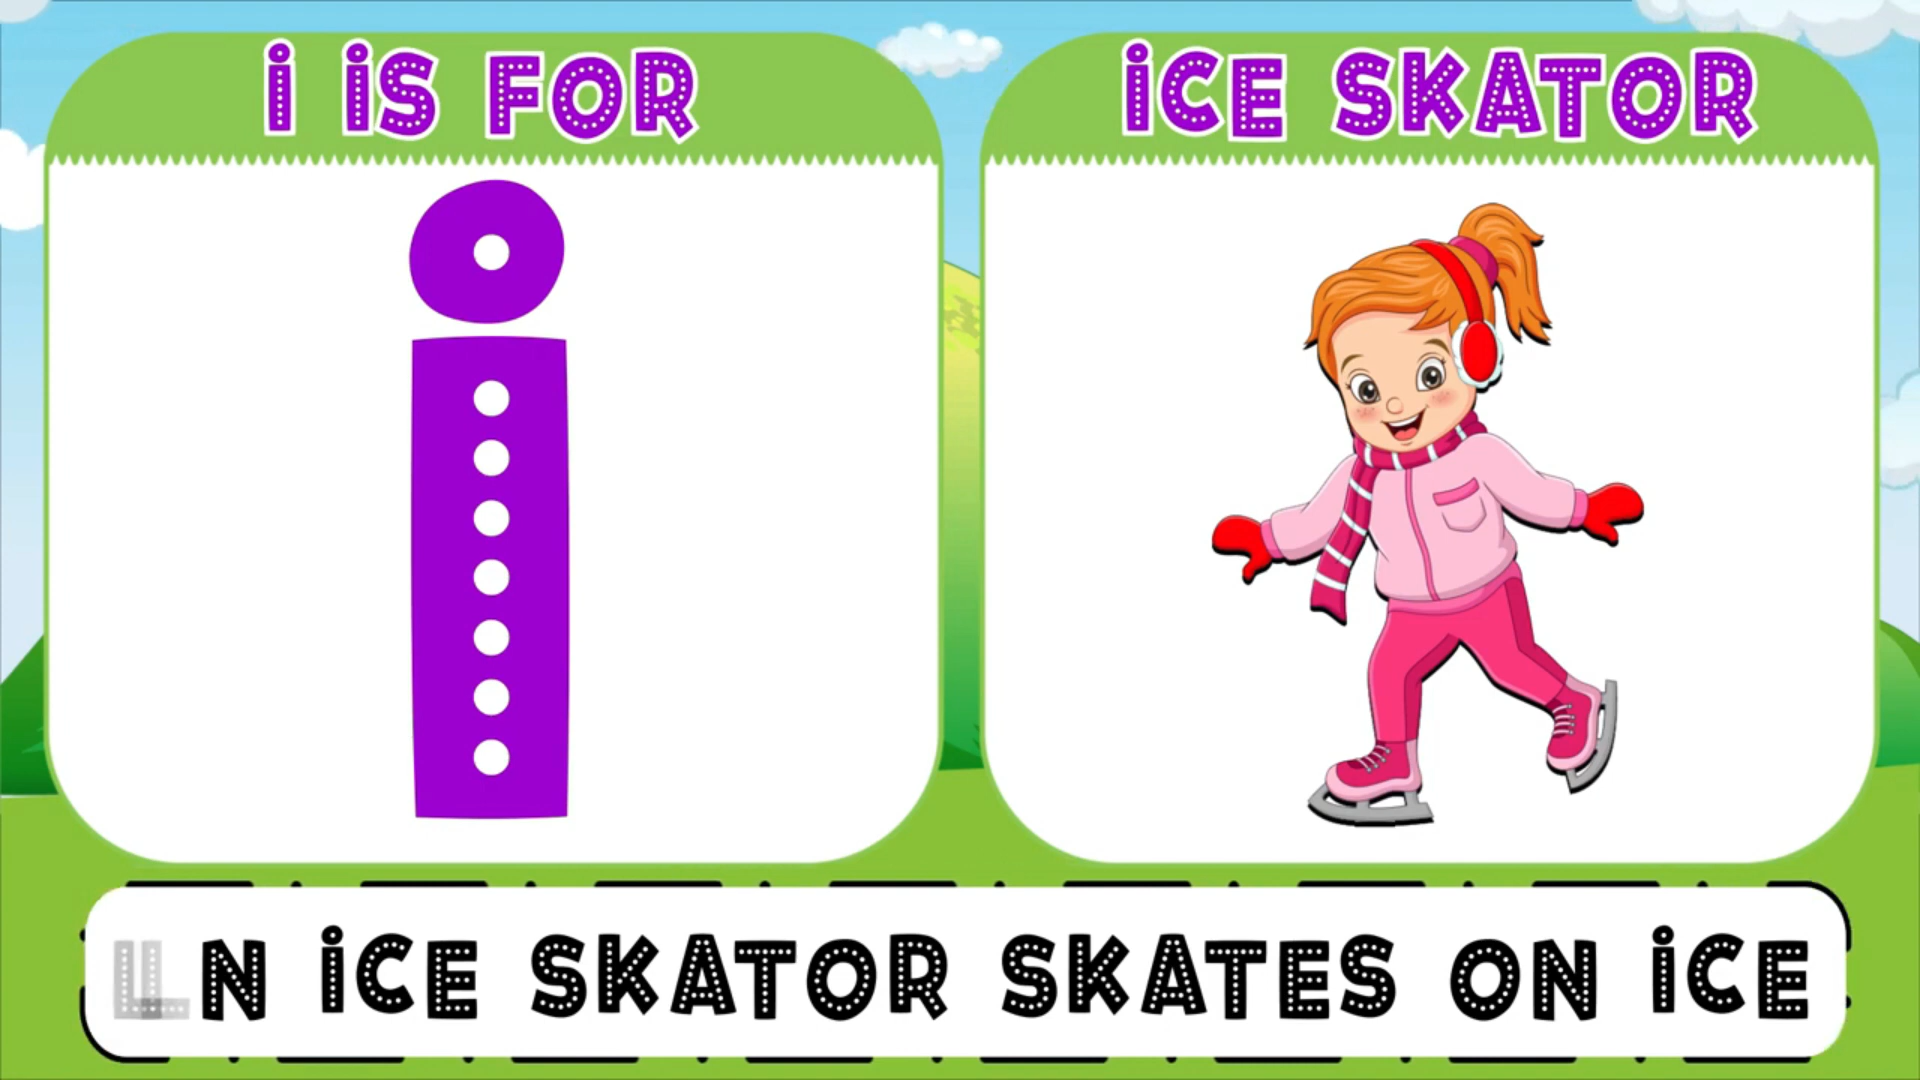 i iS FOR
iCE SKATOR
i
N iCE SKATOR SKATES ON iCE